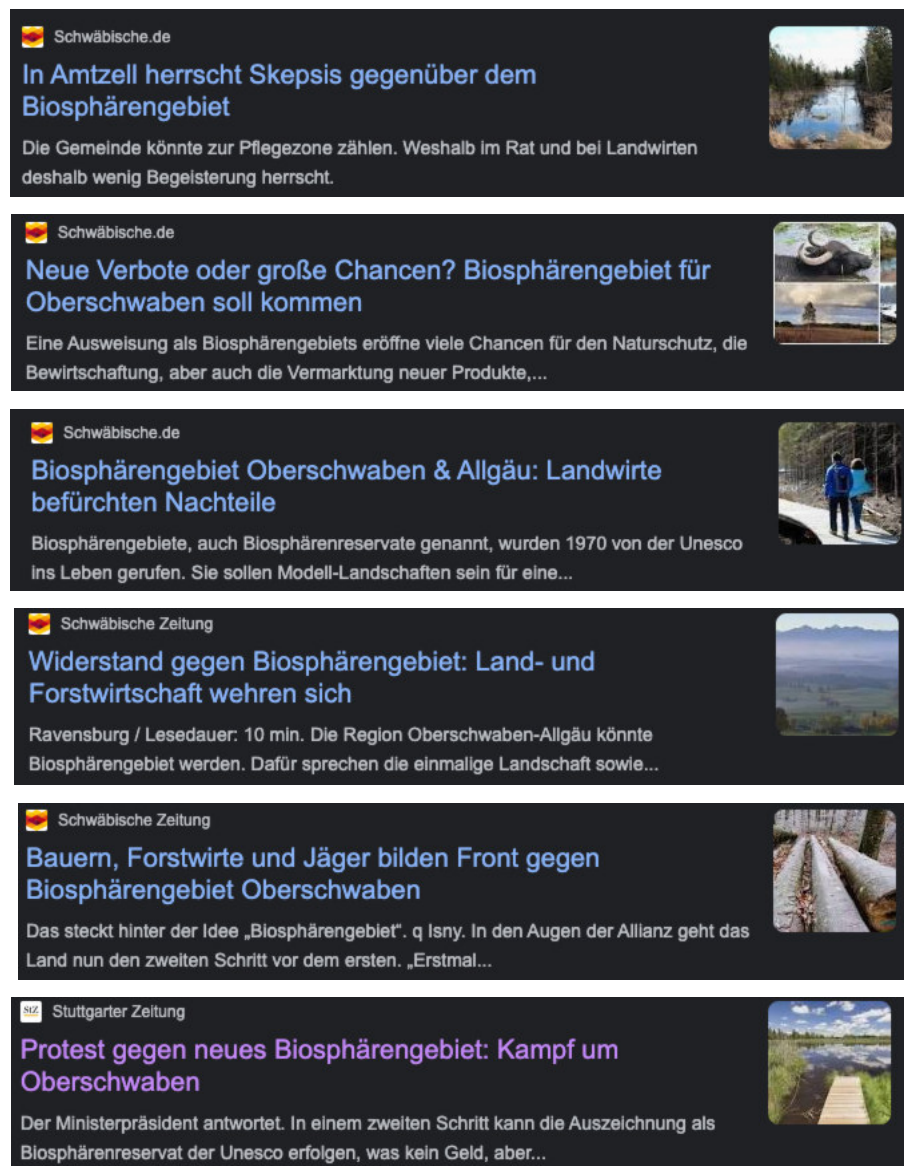 Schwäbische.de
In Amtzell herrscht Skepsis gegenüber dem
Biosphärengebiet
Die Gemeinde könnte zur Pflegezone zählen. Weshalb im Rat und bei Landwirten
deshalb wenig Begeisterung herrscht.
Schwäbische.de
Neue Verbote oder große Chancen? Biosphärengebiet für
Oberschwaben soll kommen
Eine Ausweisung als Biosphärengebiets eröffne viele Chancen für den Naturschutz, die
Bewirtschaftung, aber auch die Vermarktung neuer Produkte,...
Schwäbische.de
Biosphärengebiet Oberschwaben & Allgäu: Landwirte
befürchten Nachteile
Biosphärengebiete, auch Biosphärenreservate genannt, wurden 1970 von der Unesco
ins Leben gerufen. Sie sollen Modell-Landschaften sein für eine...
Schwäbische Zeitung
Widerstand gegen Biosphärengebiet: Land- und
Forstwirtschaft wehren sich
Ravensburg / Lesedauer: 10 min. Die Region Oberschwaben-Allgäu könnte
Biosphärengebiet werden. Dafür sprechen die einmalige Landschaft sowie...
Schwäbische Zeitung
Bauern, Forstwirte und Jäger bilden Front gegen
Biosphärengebiet Oberschwaben
Das steckt hinter der Idee „Biosphärengebiet“. q Isny. In den Augen der Allianz geht das
Land nun den zweiten Schritt vor dem ersten. „Erstmal...
StZ Stuttgarter Zeitung
Protest gegen neues Biosphärengebiet: Kampf um
Oberschwaben
Der Ministerpräsident antwortet. In einem zweiten Schritt kann die Auszeichnung als
Biosphärenreservat der Unesco erfolgen, was kein Geld, aber...